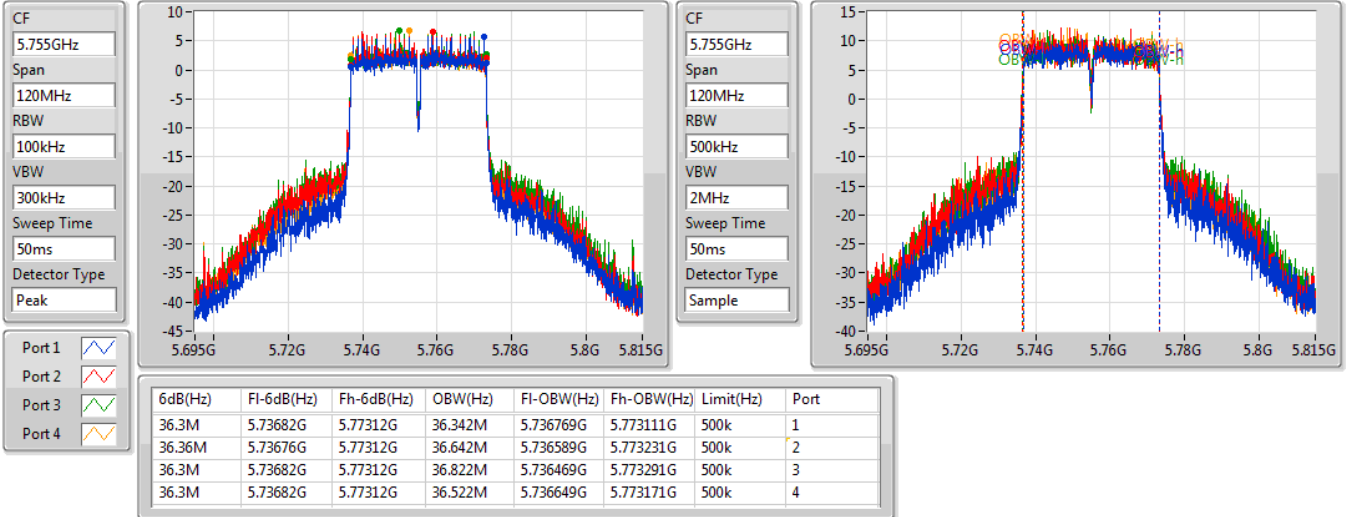 CF
5.755GHz
Span
120MHz
RBW
100kHz
VBW
300kHz
Sweep Time
50ms
Detector Type
Peak
10
5
0
-5
-10
-15
-20
-25
-30
-35
-40
-45
5.695G 5.72G 5.74G 5.76G 5.78G 5.8G 5.815G
CF
5.755GHz
Span
120MHz
RBW
500kHz
VBW
2MHz
Sweep Time
50ms
Detector Type
Sample
15
10
5
0
-5
-10
-15
-20
-25
-30
-35
-40
5.695G 5.72G 5.74G 5.76G 5.78G 5.8G 5.815G
Port 1
Port 2
Port 3
Port 4
6dB(Hz) Fl-6dB(Hz) Fh-6dB(Hz) OBW(Hz) Fl-OBW(Hz) Fh-OBW(Hz) Limit(Hz) Port
36.3M 5.73682G 5.77312G 36.342M 5.736769G 5.773111G 500k 1
36.36M 5.73676G 5.77312G 36.642M 5.736589G 5.773231G 500k 2
36.3M 5.73682G 5.77312G 36.822M 5.736469G 5.773291G 500k 3
36.3M 5.73682G 5.77312G 36.522M 5.736649G 5.773171G 500k 4